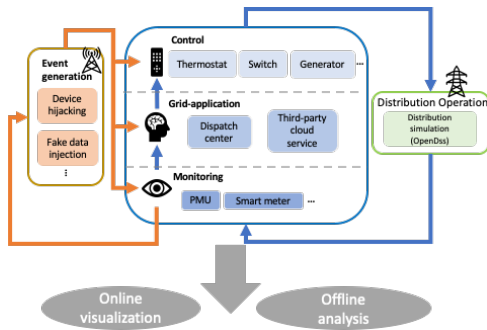 Control
Thermostat
Switch
Generator
...
Event
generation
Device
hijacking
Fake data
injection
...
Grid-application
Dispatch
center
Third-party
cloud
service
Distribution Operation
Distribution
simulation
(OpenDss)
Monitoring
PMU
Smart meter
...
Online
visualization
Offline
analysis